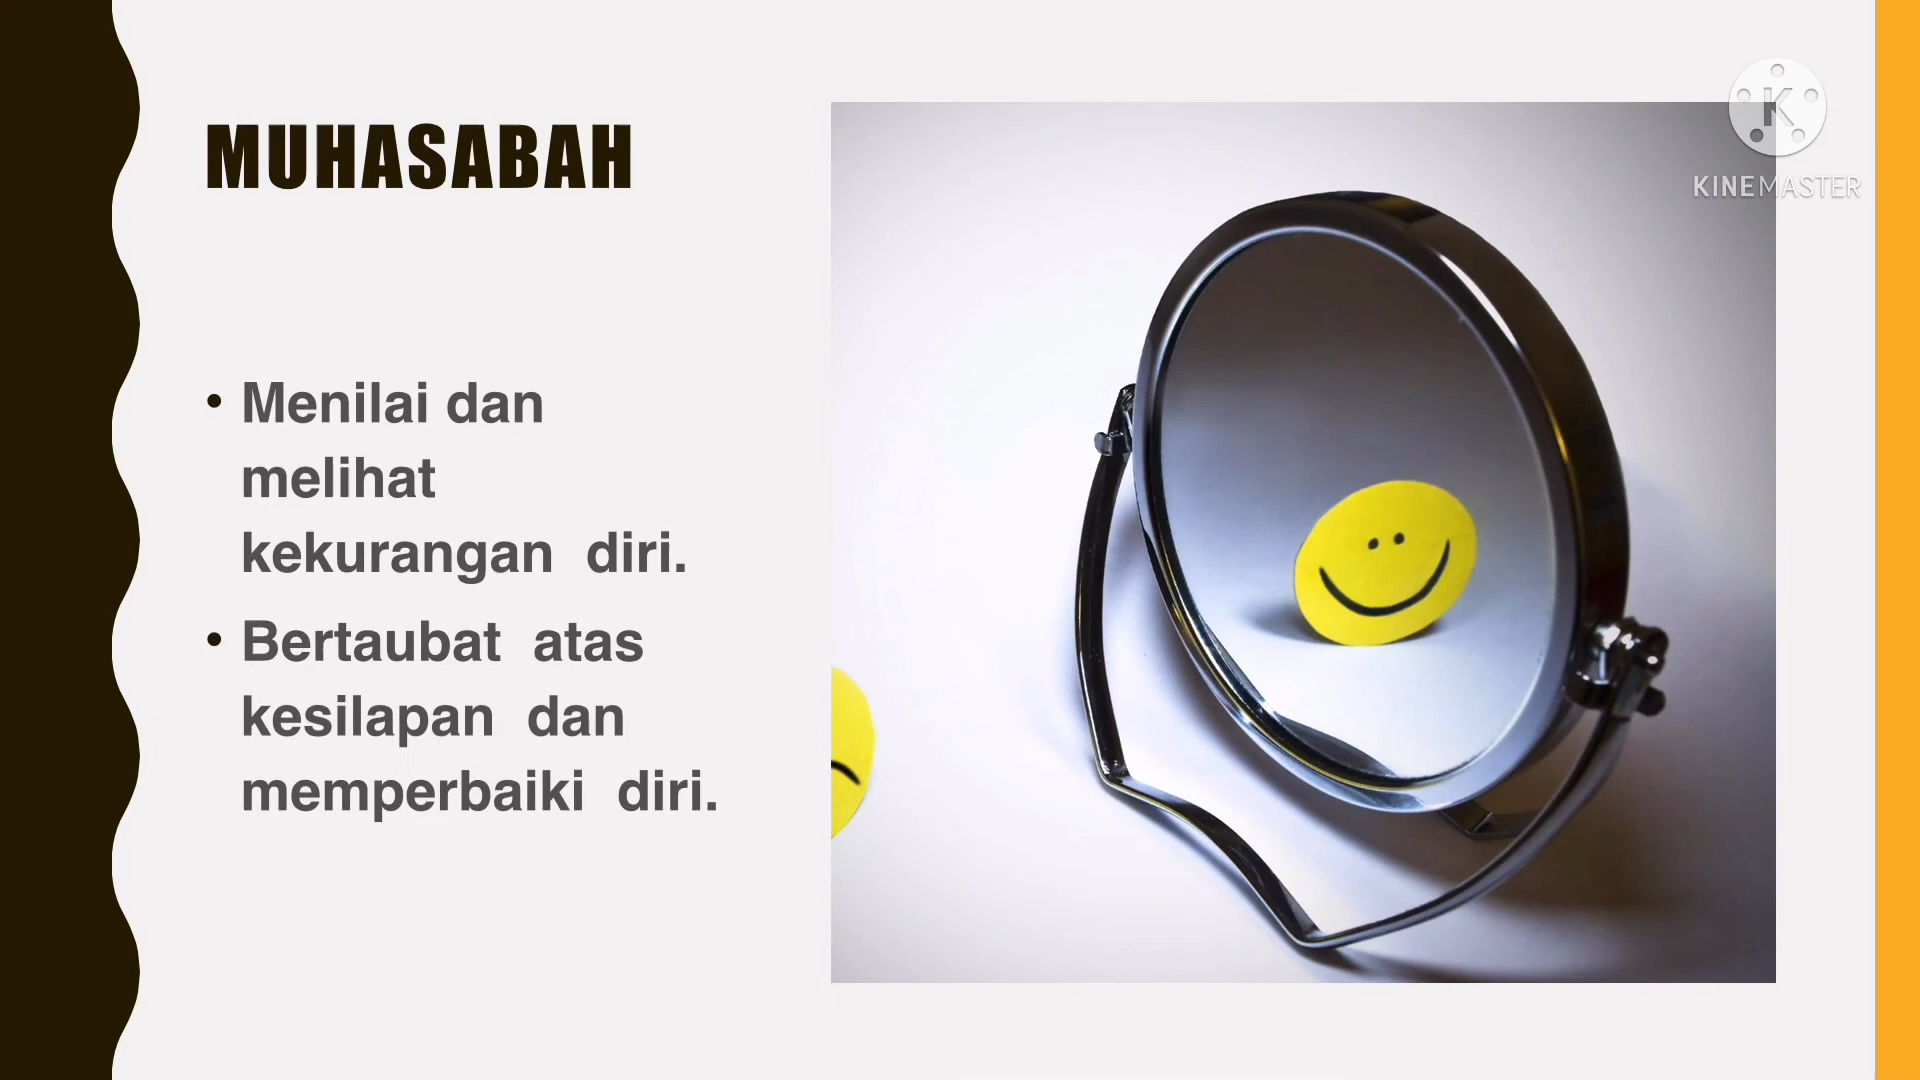 MUHASABAH
• Menilai dan
melihat
kekurangan diri.
• Bertaubat atas
kesilapan dan
memperbaiki diri.
K
KINEMASTER